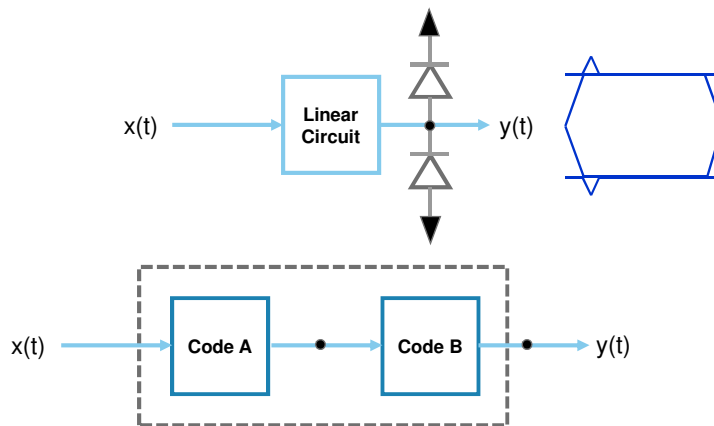 x(t)
Linear
Circuit
y(t)
x(t)
Code A
Code B
y(t)